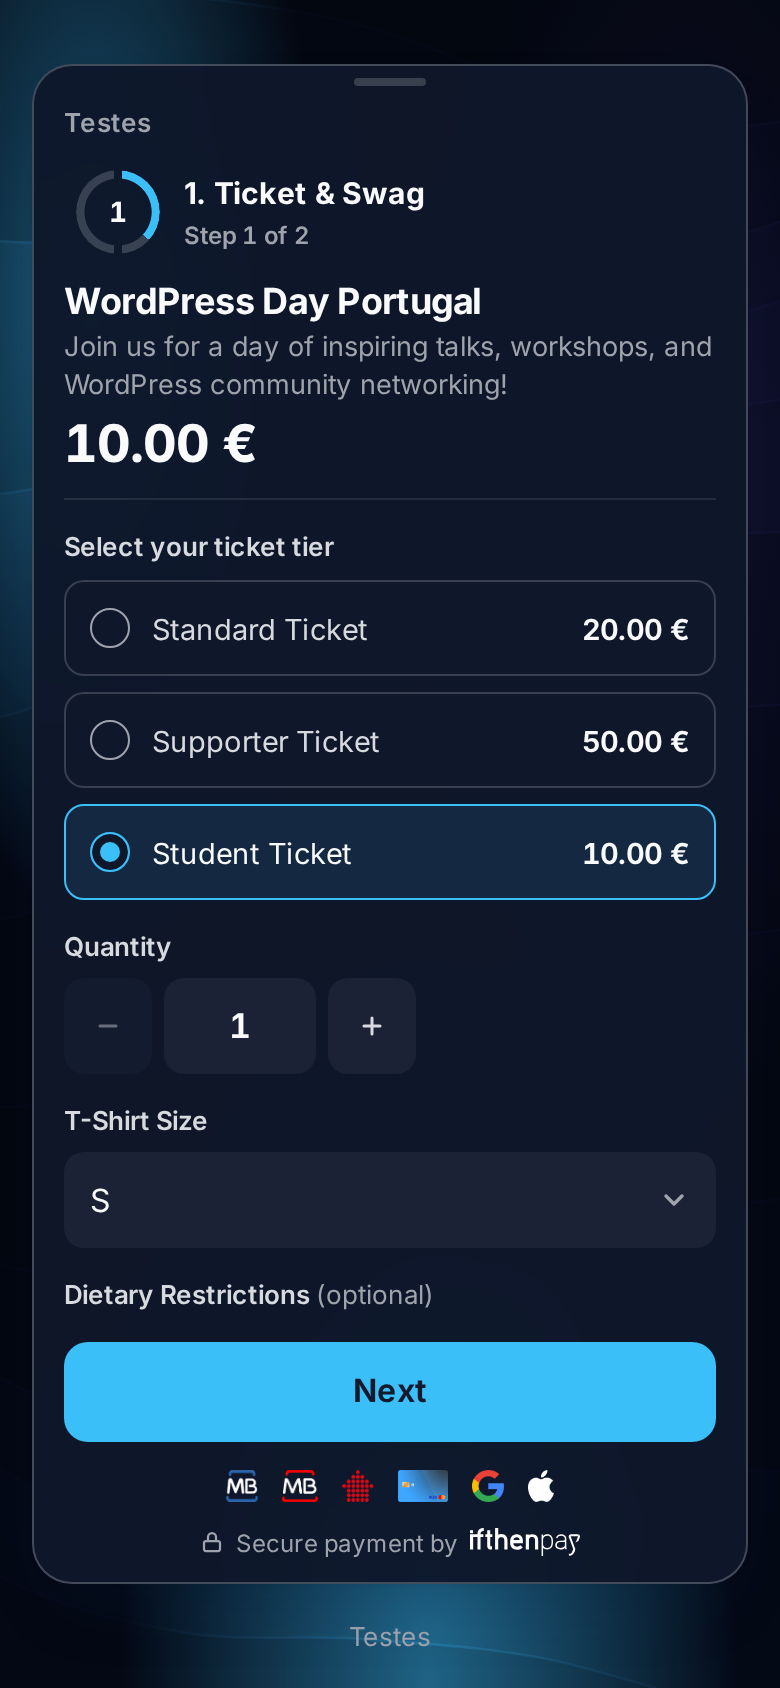 Testes
1
1. Ticket & Swag
Step 1 of 2
WordPress Day Portugal
Join us for a day of inspiring talks, workshops, and
WordPress community networking!
10.00 €
Select your ticket tier
Standard Ticket 20.00 €
Supporter Ticket 50.00 €
Student Ticket 10.00 €
Quantity
− 1 +
T-Shirt Size
S
Dietary Restrictions (optional)
Next
MB MB G
Secure payment by ifthenpay
Testes